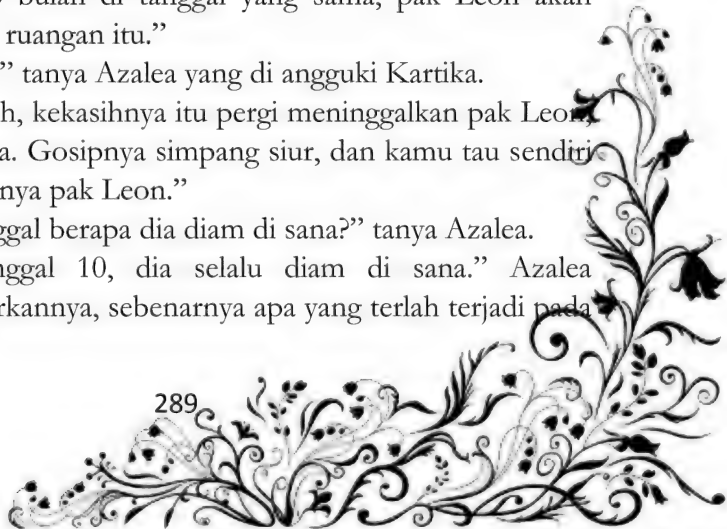 bulan di tanggal yang sama, pak Leon akan
ruangan itu.”
” tanya Azalea yang di angguki Kartika.
h, kekasihnya itu pergi meninggalkan pak Leon,
a. Gosipnya simpang siur, dan kamu tau sendiri
nya pak Leon.”
ggal berapa dia diam di sana?” tanya Azalea.
nggal 10, dia selalu diam di sana.” Azalea
rkannya, sebenarnya apa yang terlah terjadi pada
289